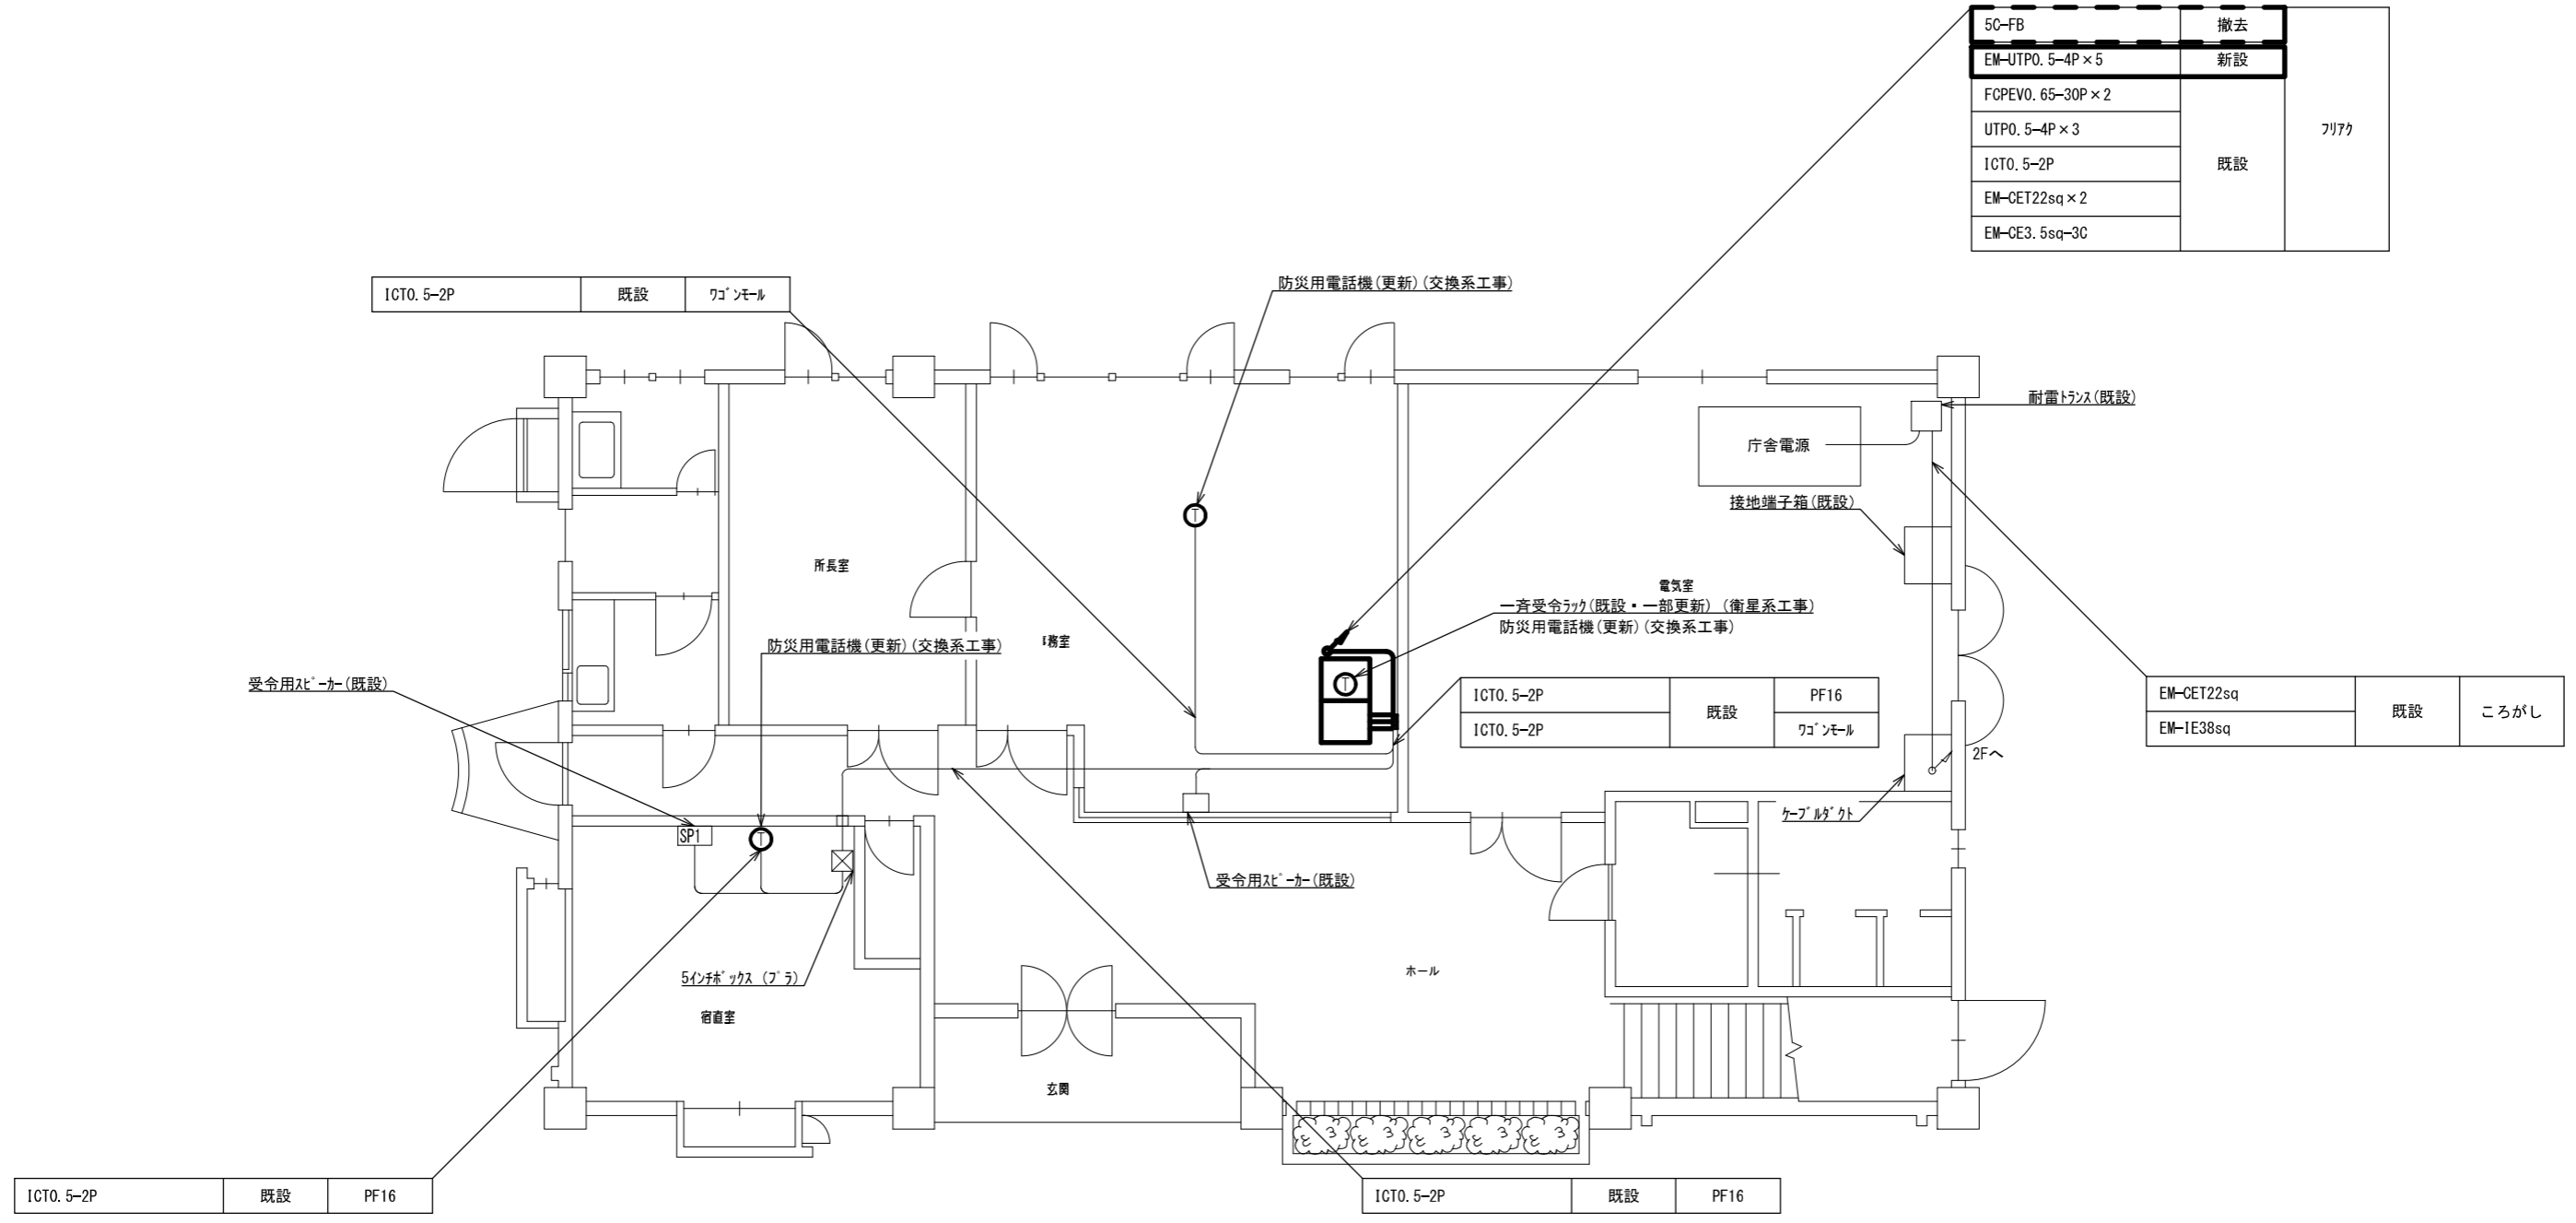 5C-FB 撤去
EM-UTP0.5-4P×5 新設
FCPEV0.65-30P×2
UTP0.5-4P×3
ICT0.5-2P
EM-CET22sq×2
EM-CE3.5sq-3C
既設
フリアク
ICT0.5-2P 既設 ワゴンモール
防災用電話機(更新)(交換系工事)
耐雷トランス(既設)
庁舎電源
接地端子箱(既設)
所長室
電気室
一斉受令ラック(既設・一部更新)(衛星系工事)
防災用電話機(更新)(交換系工事)
T
務室
防災用電話機(更新)(交換系工事)
受令用スピーカー(既設)
T
ICT0.5-2P 既設 PF16
ICT0.5-2P ワゴンモール
EM-CET22sq 既設 ころがし
EM-IE38sq
2Fへ
ケーブルダクト
SP1
T
受令用スピーカー(既設)
5インチボックス(プラ)
ホール
宿直室
玄関
ICT0.5-2P 既設 PF16
ICT0.5-2P 既設 PF16